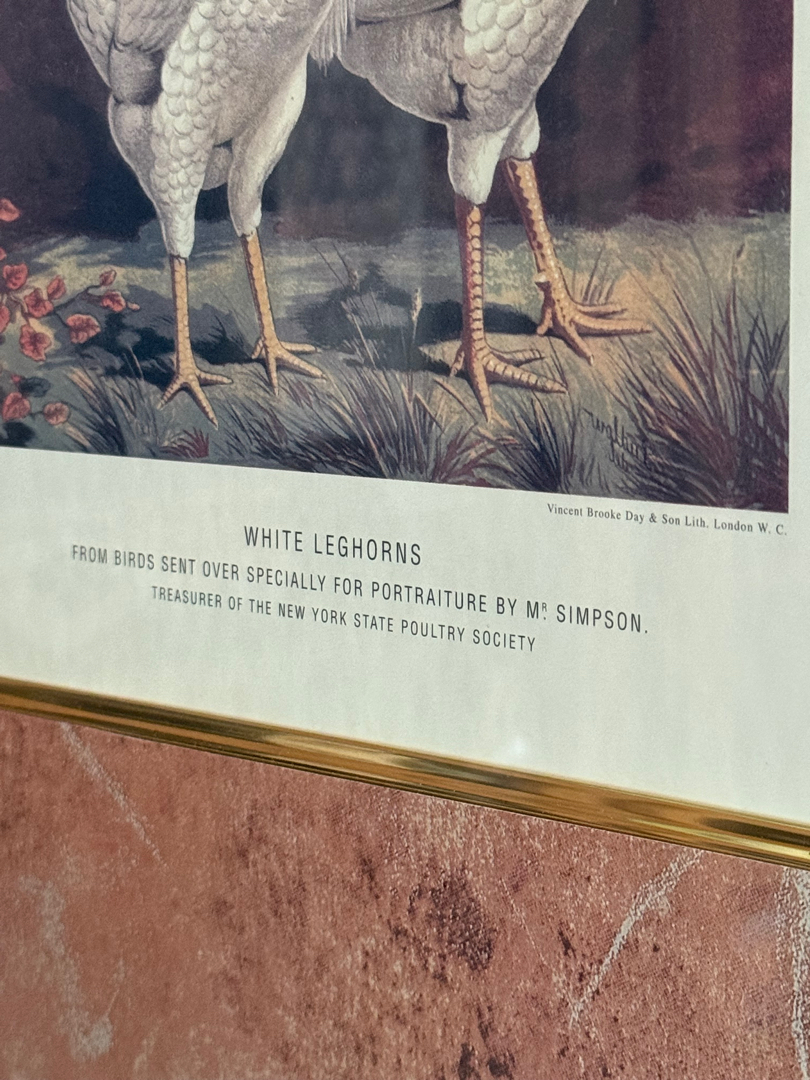 Vincent Brooke Day & Son Lith. London W. C.
WHITE LEGHORNS
FROM BIRDS SENT OVER SPECIALLY FOR PORTRAITURE BY Mᴿ. SIMPSON.
TREASURER OF THE NEW YORK STATE POULTRY SOCIETY